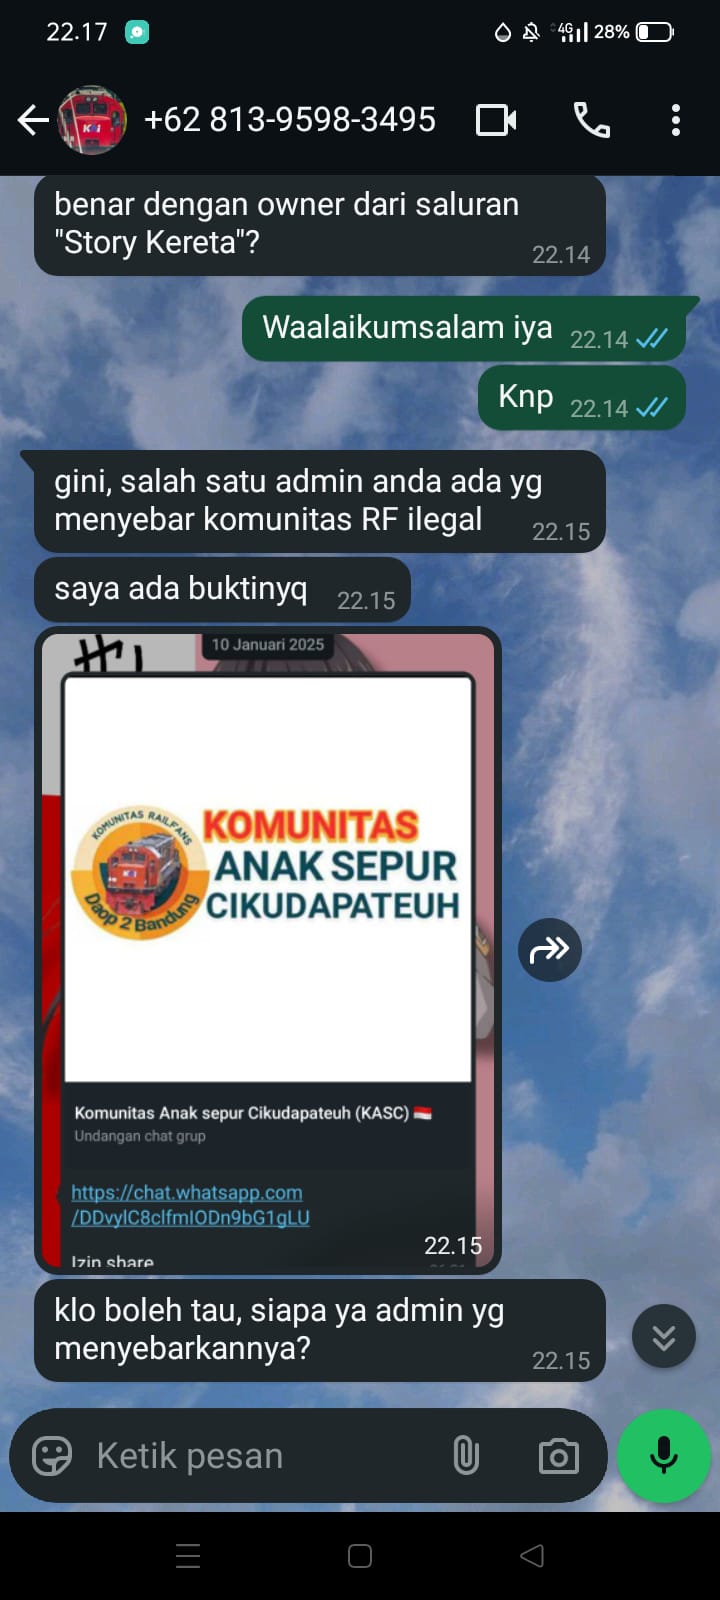 22.17
4G
28%
KAI
+62 813-9598-3495
benar dengan owner dari saluran
"Story Kereta"?
22.14
Waalaikumsalam iya 22.14
Knp 22.14
gini, salah satu admin anda ada yg
menyebar komunitas RF ilegal 22.15
saya ada buktinyq 22.15
10 Januari 2025
KOMUNITAS RAILFANS
Daop 2 Bandung
KOMUNITAS
ANAK SEPUR
CIKUDAPATEUH
Komunitas Anak sepur Cikudapateuh (KASC) 🇮🇩
Undangan chat grup
https://chat.whatsapp.com
/DDvylC8clfmIODn9bG1gLU
Izin share
22.15
klo boleh tau, siapa ya admin yg
menyebarkannya? 22.15
Ketik pesan